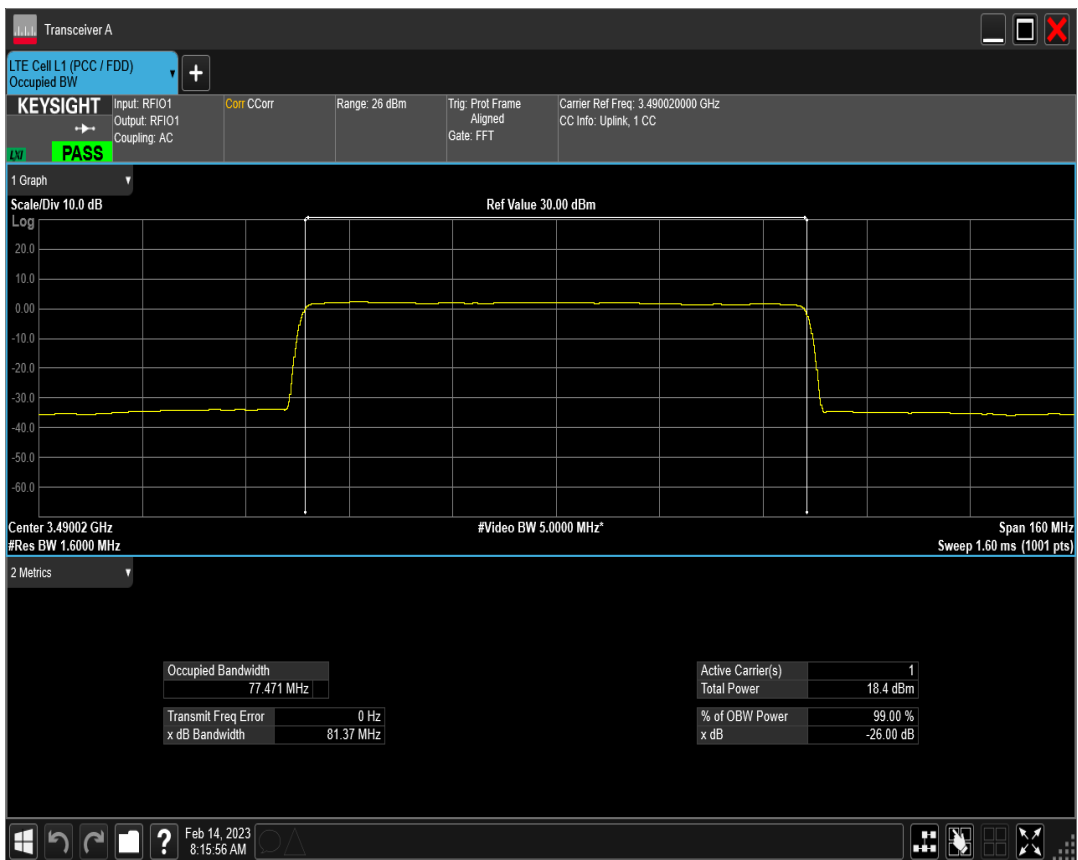 Transceiver A
LTE Cell L1 (PCC / FDD)
Occupied BW
+
KEYSIGHT
LXI
PASS
Input: RFIO1
Output: RFIO1
Coupling: AC
Corr CCorr
Range: 26 dBm
Trig: Prot Frame
Aligned
Gate: FFT
Carrier Ref Freq: 3.490020000 GHz
CC Info: Uplink, 1 CC
1 Graph
Scale/Div 10.0 dB
Ref Value 30.00 dBm
Log
20.0
10.0
0.00
-10.0
-20.0
-30.0
-40.0
-50.0
-60.0
Center 3.49002 GHz
#Video BW 5.0000 MHz*
Span 160 MHz
#Res BW 1.6000 MHz
Sweep 1.60 ms (1001 pts)
2 Metrics
Occupied Bandwidth
77.471 MHz
Transmit Freq Error 0 Hz
x dB Bandwidth 81.37 MHz
Active Carrier(s) 1
Total Power 18.4 dBm
% of OBW Power 99.00 %
x dB -26.00 dB
?
Feb 14, 2023
8:15:56 AM